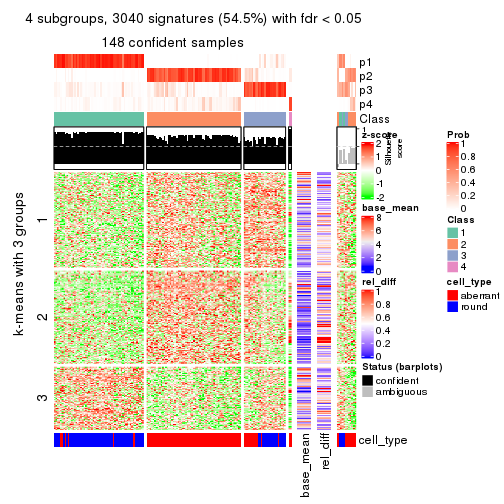 4 subgroups, 3040 signatures (54.5%) with fdr < 0.05
148 confident samples
p1
p2
p3
p4
Class
1
Silhouette
score
z-score
2
1
0
-1
-2
base_mean
8
6
4
2
0
rel_diff
1
0.8
0.6
0.4
0.2
0
Status (barplots)
confident
ambiguous
Prob
1
0.8
0.6
0.4
0.2
0
Class
1
2
3
4
cell_type
aberrant
round
k-means with 3 groups
1
2
3
cell_type
base_mean
rel_diff